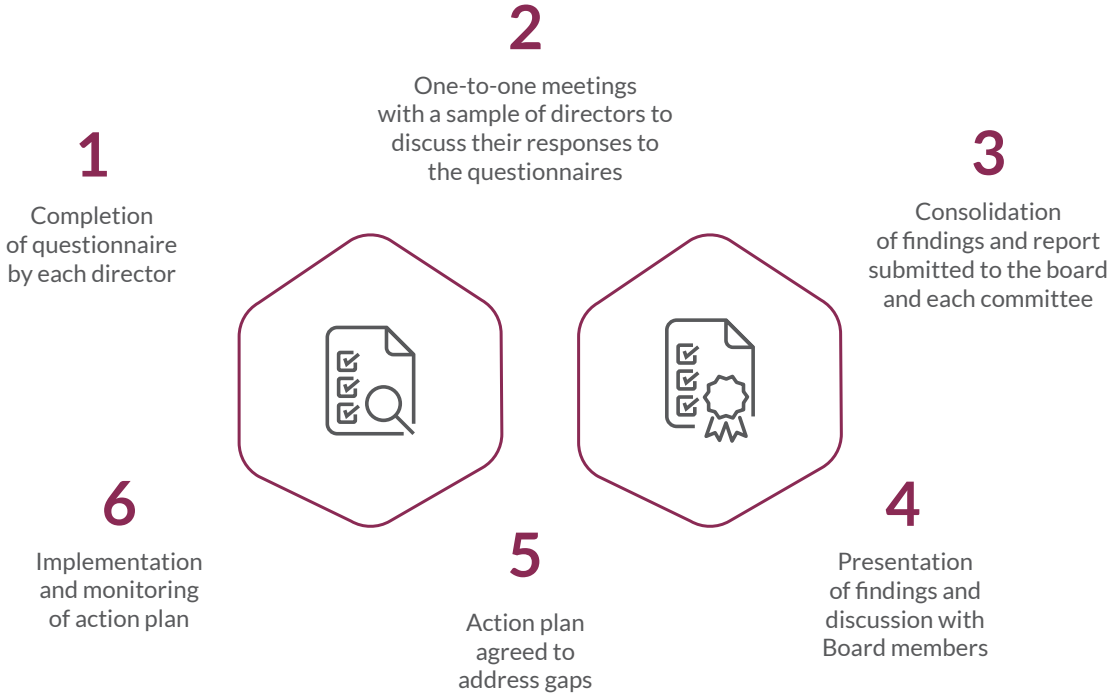 1
Completion
of questionnaire
by each director
2
One-to-one meetings
with a sample of directors to
discuss their responses to
the questionnaires
3
Consolidation
of findings and report
submitted to the board
and each committee
4
Presentation
of findings and
discussion with
Board members
5
Action plan
agreed to
address gaps
6
Implementation
and monitoring
of action plan